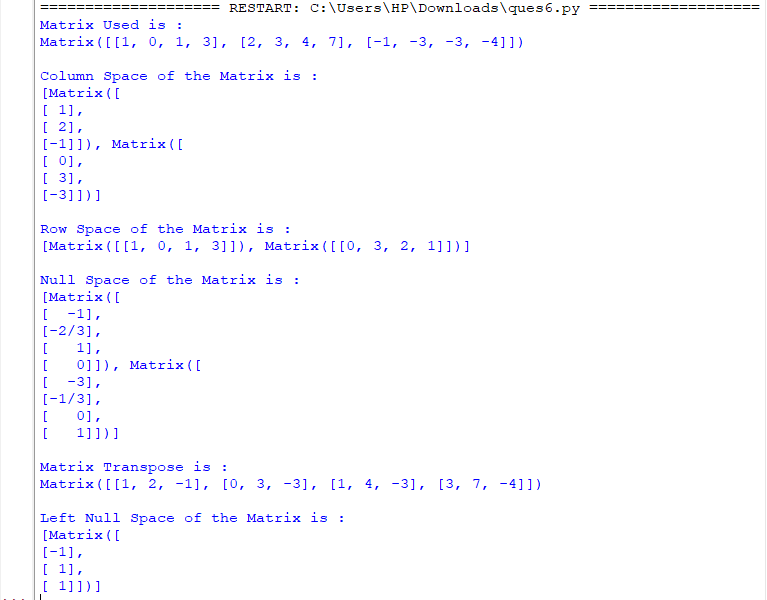 ==================== RESTART: C:\Users\HP\Downloads\ques6.py ===================
Matrix Used is :
Matrix([[1, 0, 1, 3], [2, 3, 4, 7], [-1, -3, -3, -4]])
Column Space of the Matrix is :
[Matrix([
[ 1],
[ 2],
[-1]]), Matrix([
[ 0],
[ 3],
[-3]])]
Row Space of the Matrix is :
[Matrix([[1, 0, 1, 3]]), Matrix([[0, 3, 2, 1]])]
Null Space of the Matrix is :
[Matrix([
[  -1],
[-2/3],
[   1],
[   0]]), Matrix([
[  -3],
[-1/3],
[   0],
[   1]])]
Matrix Transpose is :
Matrix([[1, 2, -1], [0, 3, -3], [1, 4, -3], [3, 7, -4]])
Left Null Space of the Matrix is :
[Matrix([
[-1],
[ 1],
[ 1]])]